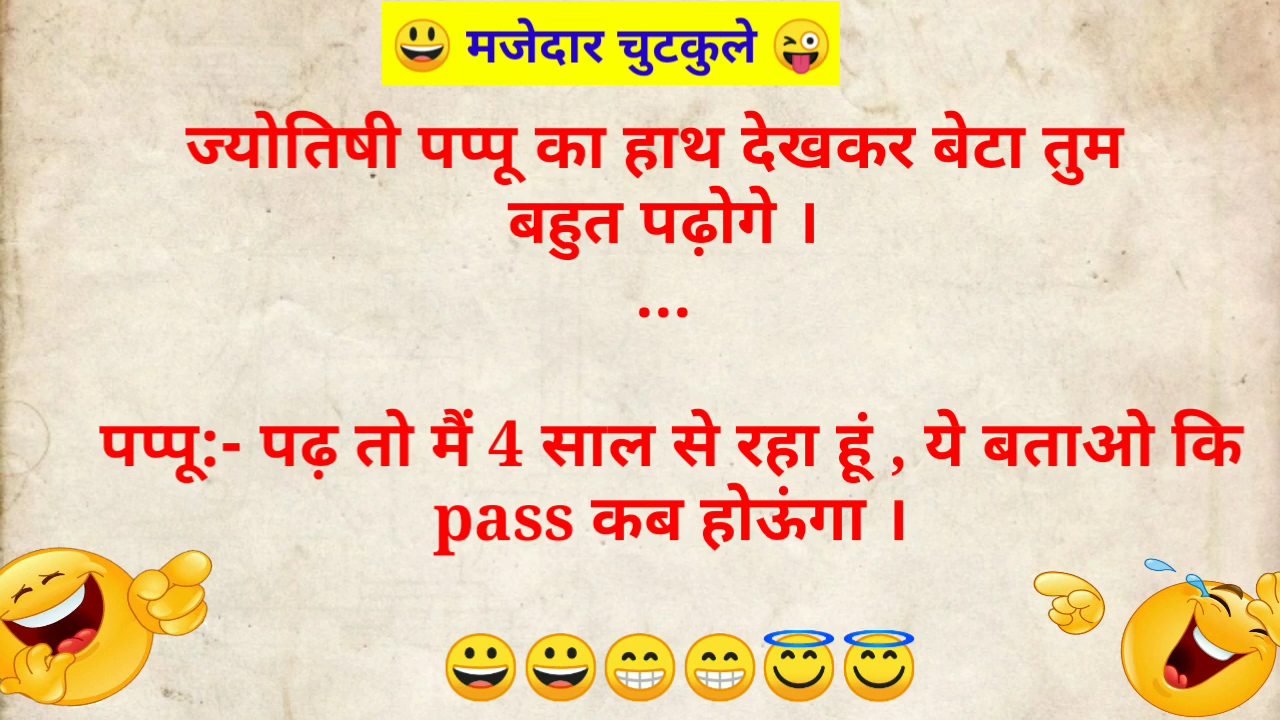 😃 मजेदार चुटकुले 😜
ज्योतिषी पप्पू का हाथ देखकर बेटा तुम
बहुत पढ़ोगे ।
...
पप्पू:- पढ़ तो मैं 4 साल से रहा हूं , ये बताओ कि
pass कब होऊंगा ।
😀😀😁😁😇😇